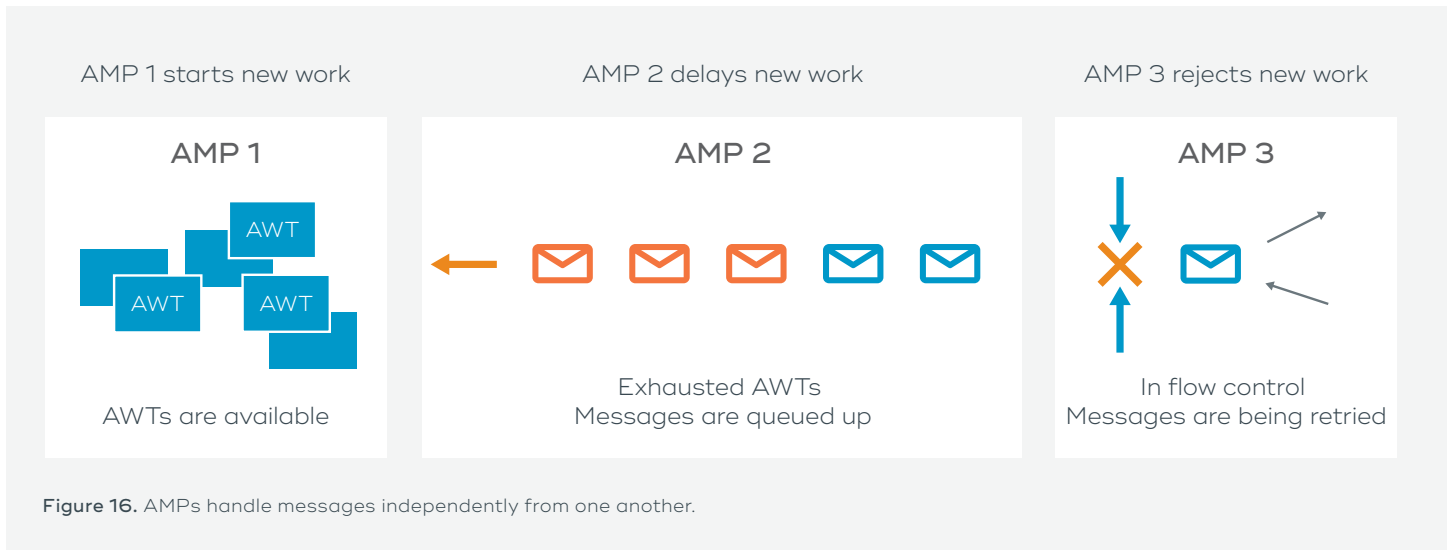 AMP 1 starts new work
AMP 2 delays new work
AMP 3 rejects new work
AMP 1
AWT
AWT
AWT
AWTs are available
AMP 2
Exhausted AWTs
Messages are queued up
AMP 3
In flow control
Messages are being retried
Figure 16. AMPs handle messages independently from one another.